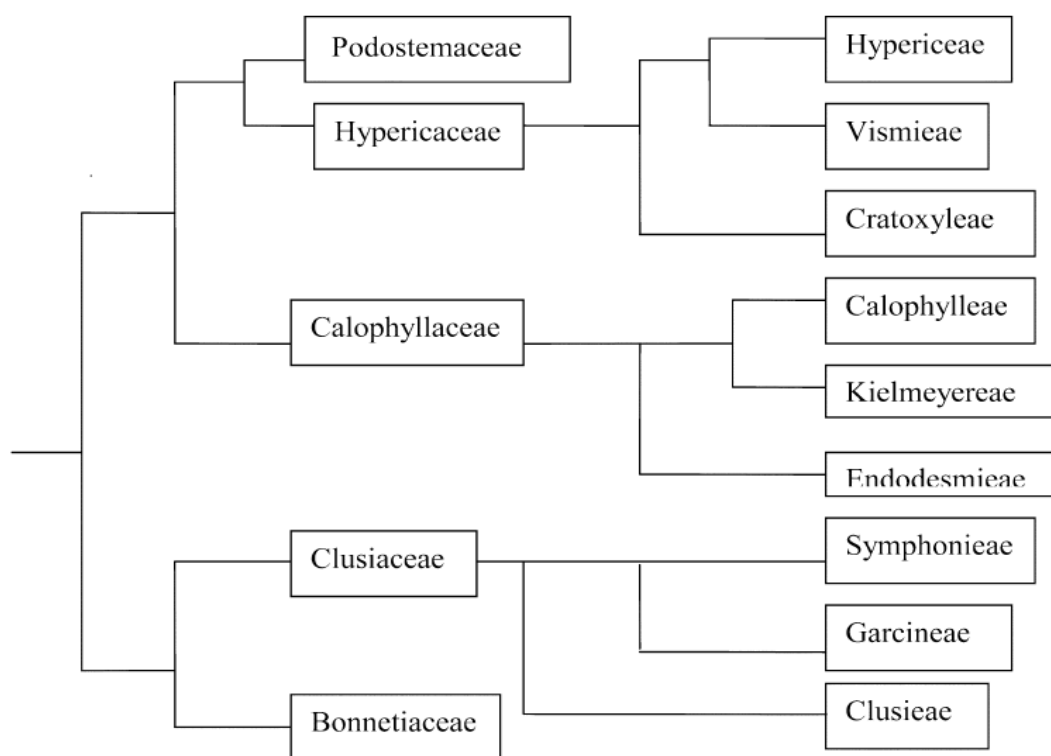 Podostemaceae
Hypericaceae
Calophyllaceae
Clusiaceae
Bonnetiaceae
Hypericeae
Vismieae
Cratoxyleae
Calophylleae
Kielmeyereae
Endodesmieae
Symphonieae
Garcineae
Clusieae